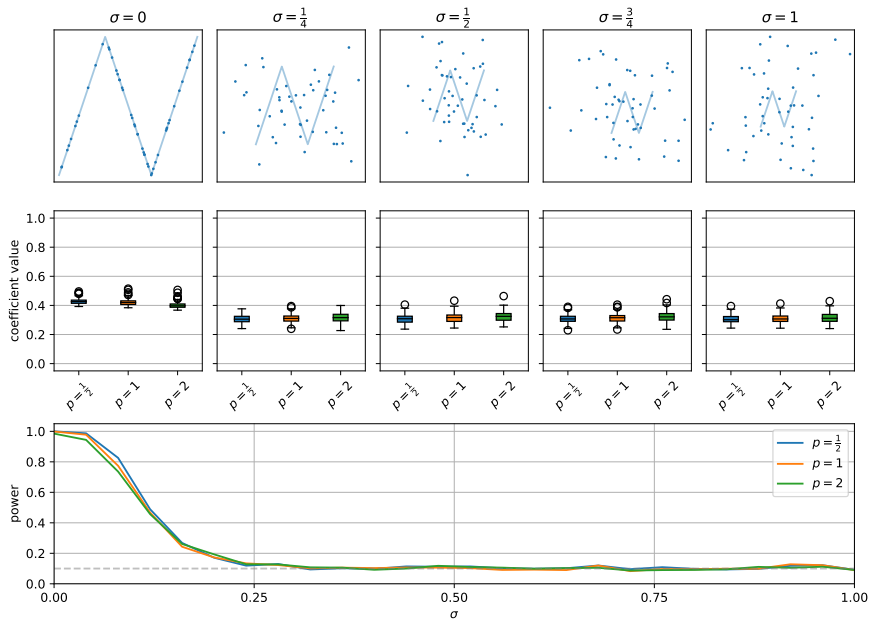 σ = 0
σ = 1/4
σ = 1/2
σ = 3/4
σ = 1
coefficient value
1.0
0.8
0.6
0.4
0.2
0.0
p = 1/2
p = 1
p = 2
p = 1/2
p = 1
p = 2
p = 1/2
p = 1
p = 2
p = 1/2
p = 1
p = 2
p = 1/2
p = 1
p = 2
power
1.0
0.8
0.6
0.4
0.2
0.0
p = 1/2
p = 1
p = 2
0.00
0.25
0.50
0.75
1.00
σ